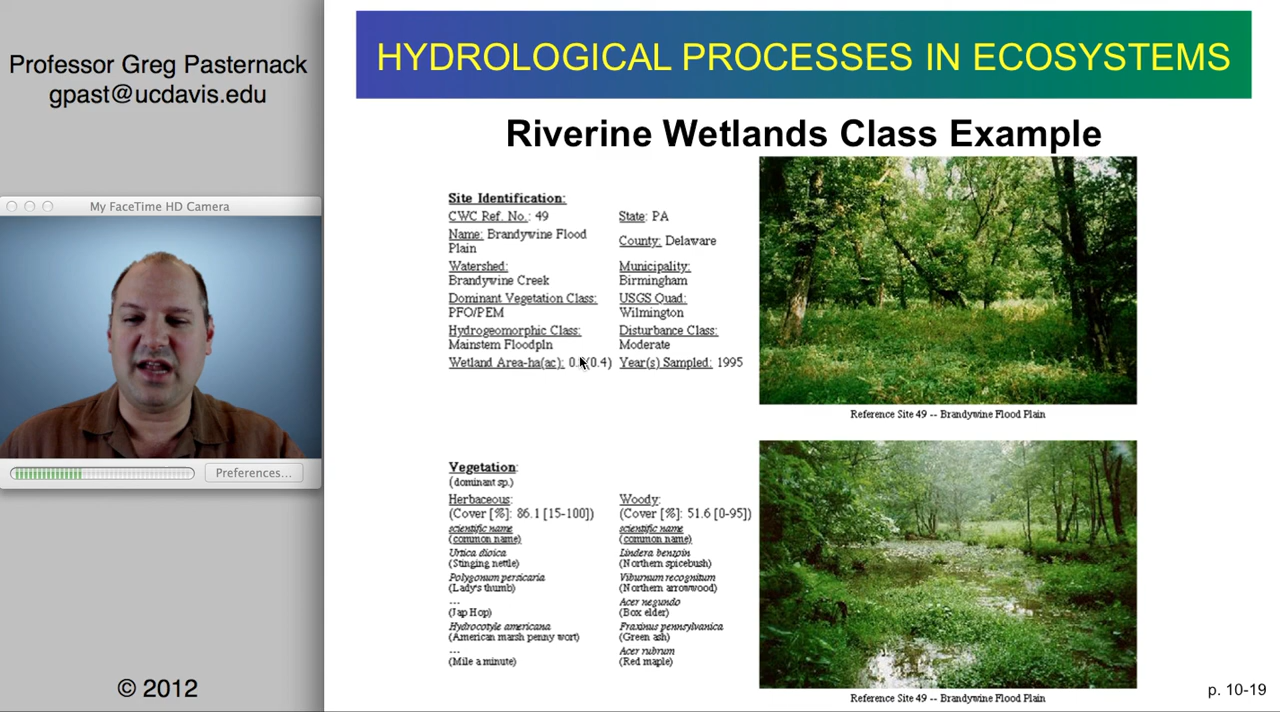 Professor Greg Pasternack
gpast@ucdavis.edu
My FaceTime HD Camera
Preferences...
© 2012
HYDROLOGICAL PROCESSES IN ECOSYSTEMS
Riverine Wetlands Class Example
Site Identification:
CWC Ref. No.: 49
State: PA
Name: Brandywine Flood
Plain
County: Delaware
Watershed:
Brandywine Creek
Municipality:
Birmingham
Dominant Vegetation Class:
PFO/PEM
USGS Quad:
Wilmington
Hydrogeomorphic Class:
Mainstem Floodpln
Disturbance Class:
Moderate
Wetland Area-ha(ac): (0.4)
Year(s) Sampled: 1995
Reference Site 49 -- Brandywine Flood Plain
Vegetation:
(dominant sp.)
Herbaceous:
(Cover [%]: 86.1 [15-100])
scientific name
(common name)
Urtica dioica
(Stinging nettle)
Polygonum persicaria
(Lady's thumb)
---
(Jap Hop)
Hydrocotyle americana
(American marsh penny wort)
---
(Mile a minute)
Woody:
(Cover [%]: 51.6 [0-95])
scientific name
(common name)
Lindera benzoin
(Northern spicebush)
Viburnum recognitum
(Northern arrowwood)
Acer negundo
(Box elder)
Fraxinus pennsylvanica
(Green ash)
Acer rubrum
(Red maple)
Reference Site 49 -- Brandywine Flood Plain
p. 10-19